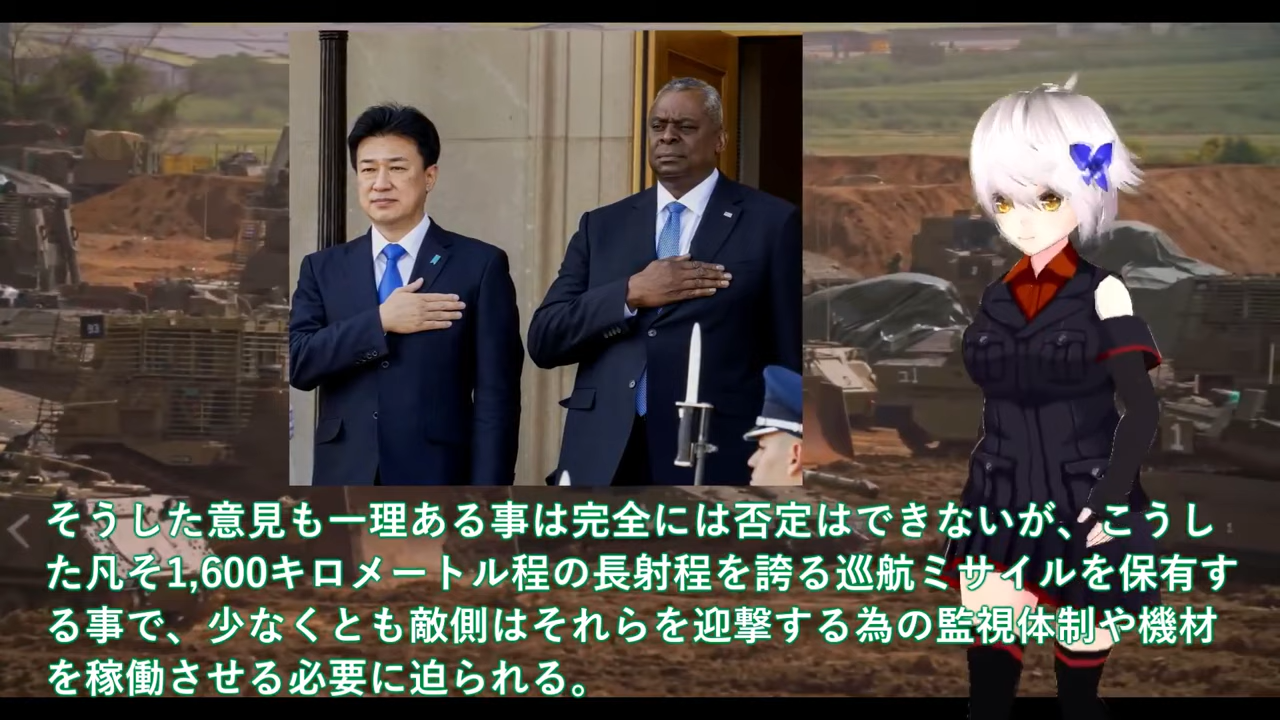 93
1
そうした意見も一理ある事は完全には否定はできないが、こうし
た凡そ1,600キロメートル程の長射程を誇る巡航ミサイルを保有す
る事で、少なくとも敵側はそれらを迎撃する為の監視体制や機材
を稼働させる必要に迫られる。